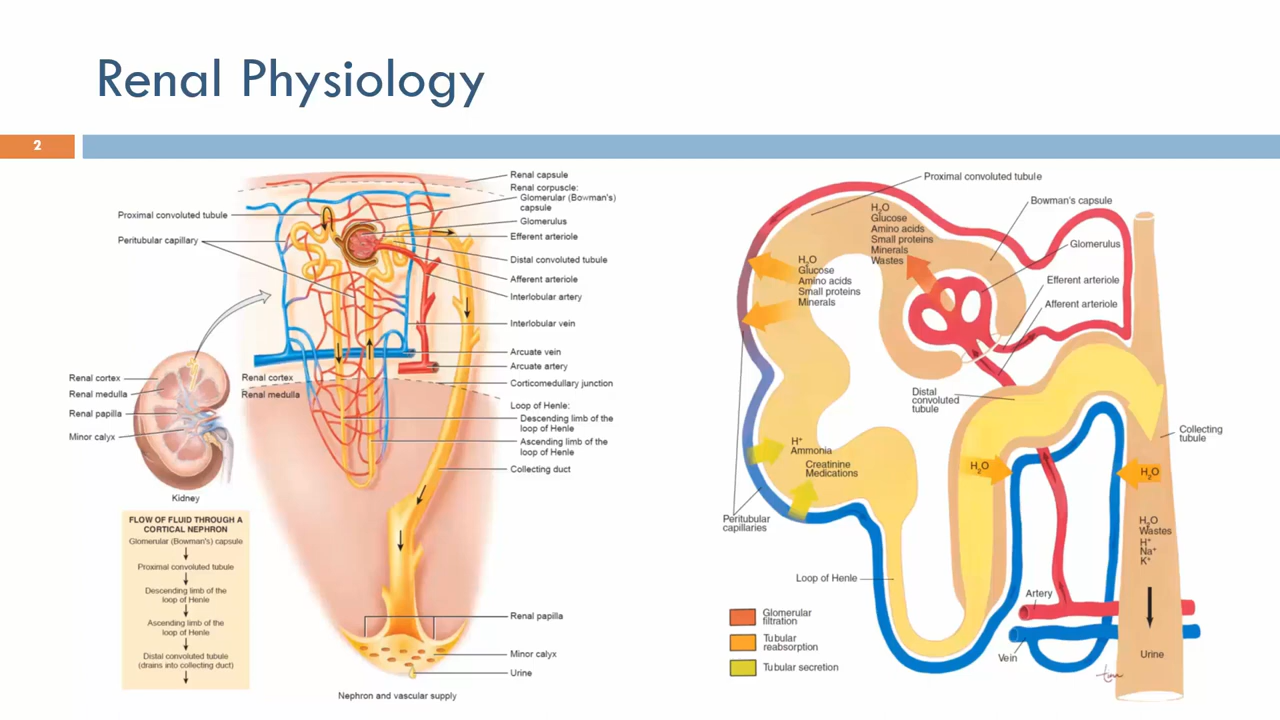 Renal Physiology
2
Renal capsule
Renal corpuscle:
Glomerular (Bowman's)
capsule
Glomerulus
Efferent arteriole
Distal convoluted tubule
Afferent arteriole
Interlobular artery
Interlobular vein
Arcuate vein
Arcuate artery
Corticomedullary junction
Loop of Henle:
Descending limb of the
loop of Henle
Ascending limb of the
loop of Henle
Collecting duct
Renal papilla
Minor calyx
Urine
Proximal convoluted tubule
Peritubular capillary
Renal cortex
Renal medulla
Renal papilla
Minor calyx
Renal cortex
Renal medulla
Kidney
FLOW OF FLUID THROUGH A
CORTICAL NEPHRON
Glomerular (Bowman's) capsule
Proximal convoluted tubule
Descending limb of the
loop of Henle
Ascending limb of the
loop of Henle
Distal convoluted tubule
(drains into collecting duct)
Nephron and vascular supply
Proximal convoluted tubule
Bowman's capsule
Glomerulus
Efferent arteriole
Afferent arteriole
H₂O
Glucose
Amino acids
Small proteins
Minerals
Wastes
H₂O
Glucose
Amino acids
Small proteins
Minerals
Distal
convoluted
tubule
Collecting
tubule
H⁺
Ammonia
Creatinine
Medications
H₂O
H₂O
Peritubular
capillaries
H₂O
Wastes
H⁺
Na⁺
K⁺
Loop of Henle
Artery
Vein
Urine
Glomerular
filtration
Tubular
reabsorption
Tubular secretion